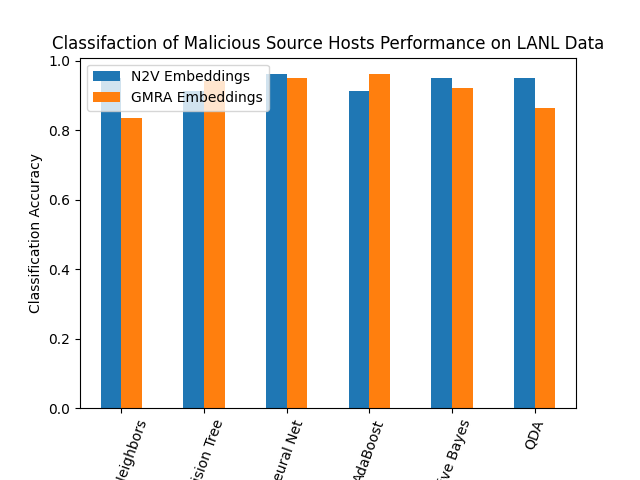 Classifaction of Malicious Source Hosts Performance on LANL Data
N2V Embeddings
GMRA Embeddings
Classification Accuracy
1.0
0.8
0.6
0.4
0.2
0.0
Neighbors
ision Tree
eural Net
AdaBoost
ive Bayes
QDA